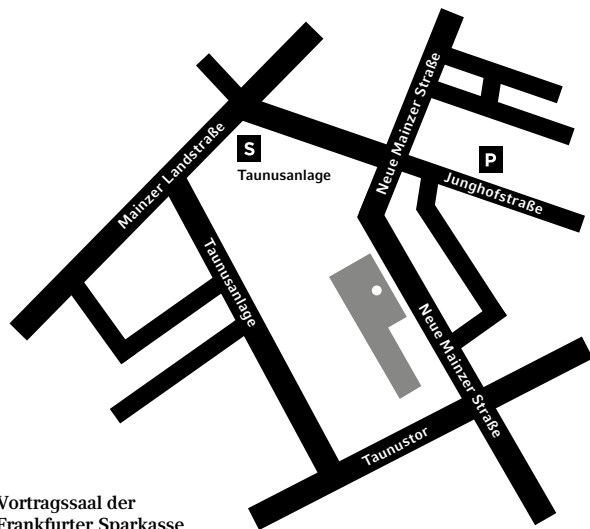 Neue Mainzer Straße
Mainzer Landstraße
S
Taunusanlage
P
Junghofstraße
Taunusanlage
Neue Mainzer Straße
Taunustor
Vortragssaal der
Frankfurter Sparkasse